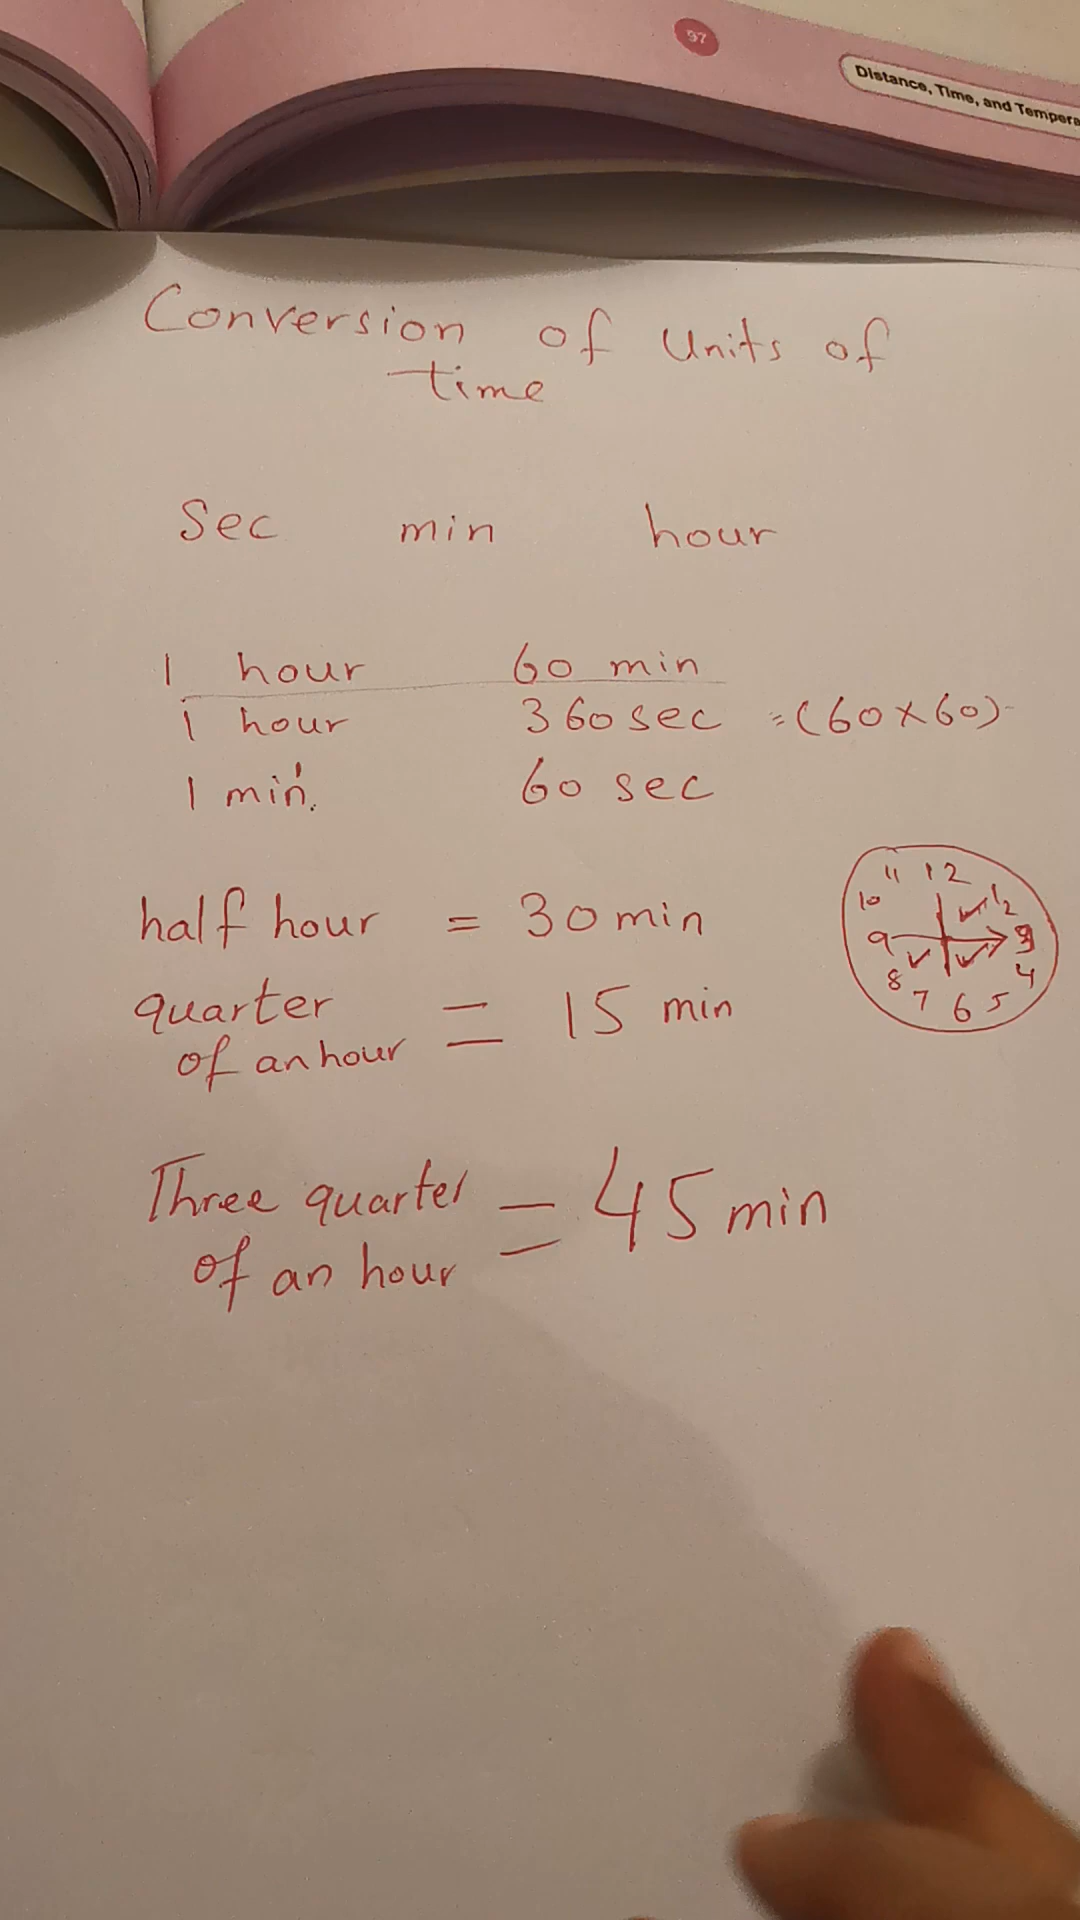 97
Distance, Time, and Tempera
Conversion of Units of
time
Sec min hour
1 hour 60 min
1 hour 360 sec = (60×60)
1 min. 60 sec
half hour = 30 min
quarter
of an hour = 15 min
Three quarter
of an hour = 45 min
11 12 1
10 2
9 3
8 4
7 6 5